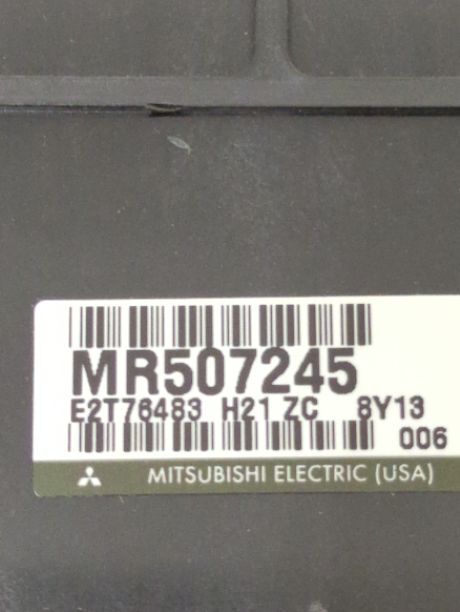 MR507245
E2T76483 H21 ZC 8Y13
006
MITSUBISHI ELECTRIC (USA)